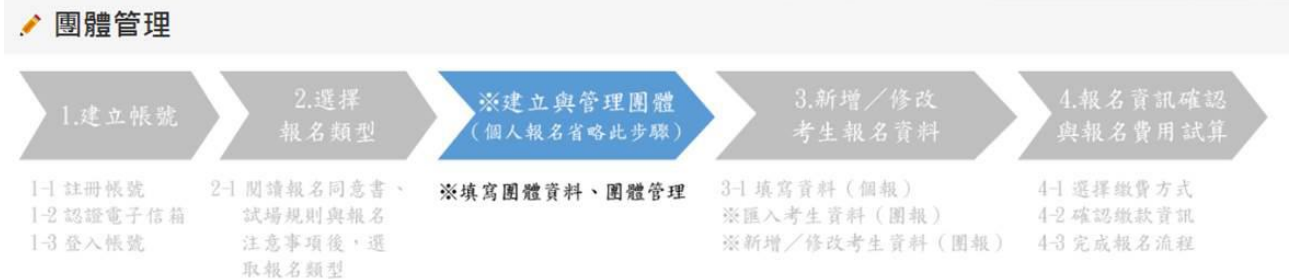 團體管理
1.建立帳號
2.選擇
報名類型
※建立與管理團體
（個人報名省略此步驟）
3.新增／修改
考生報名資料
4.報名資訊確認
與報名費用試算
1-1 註冊帳號
1-2 認證電子信箱
1-3 登入帳號
2-1 閱讀報名同意書、
試場規則與報名
注意事項後，選
取報名類型
※填寫團體資料、團體管理
3-1 填寫資料（個報）
※匯入考生資料（團報）
※新增／修改考生資料（團報）
4-1 選擇繳費方式
4-2 確認繳款資訊
4-3 完成報名流程